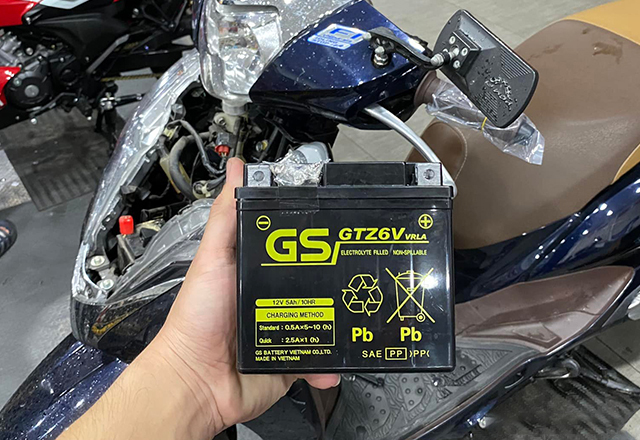 GS GTZ6V VRLA
ELECTROLYTE FILLED / NON-SPILLABLE
12V 5Ah/10HR
CHARGING METHOD
Standard : 0.5A×5~10 (h)
Quick : 2.5A×1 (h)
GS BATTERY VIETNAM CO.,LTD.
MADE IN VIETNAM
Pb Pb
SAE PP >PP<